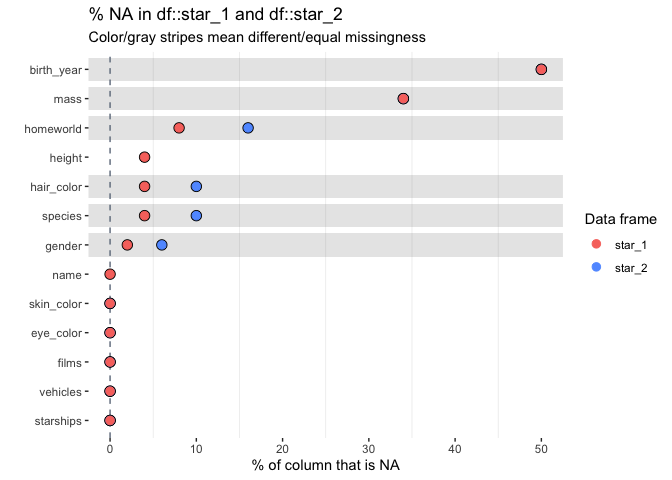 % NA in df::star_1 and df::star_2
Color/gray stripes mean different/equal missingness
birth_year
mass
homeworld
height
hair_color
species
gender
name
skin_color
eye_color
films
vehicles
starships
0 10 20 30 40 50
% of column that is NA
Data frame
star_1
star_2